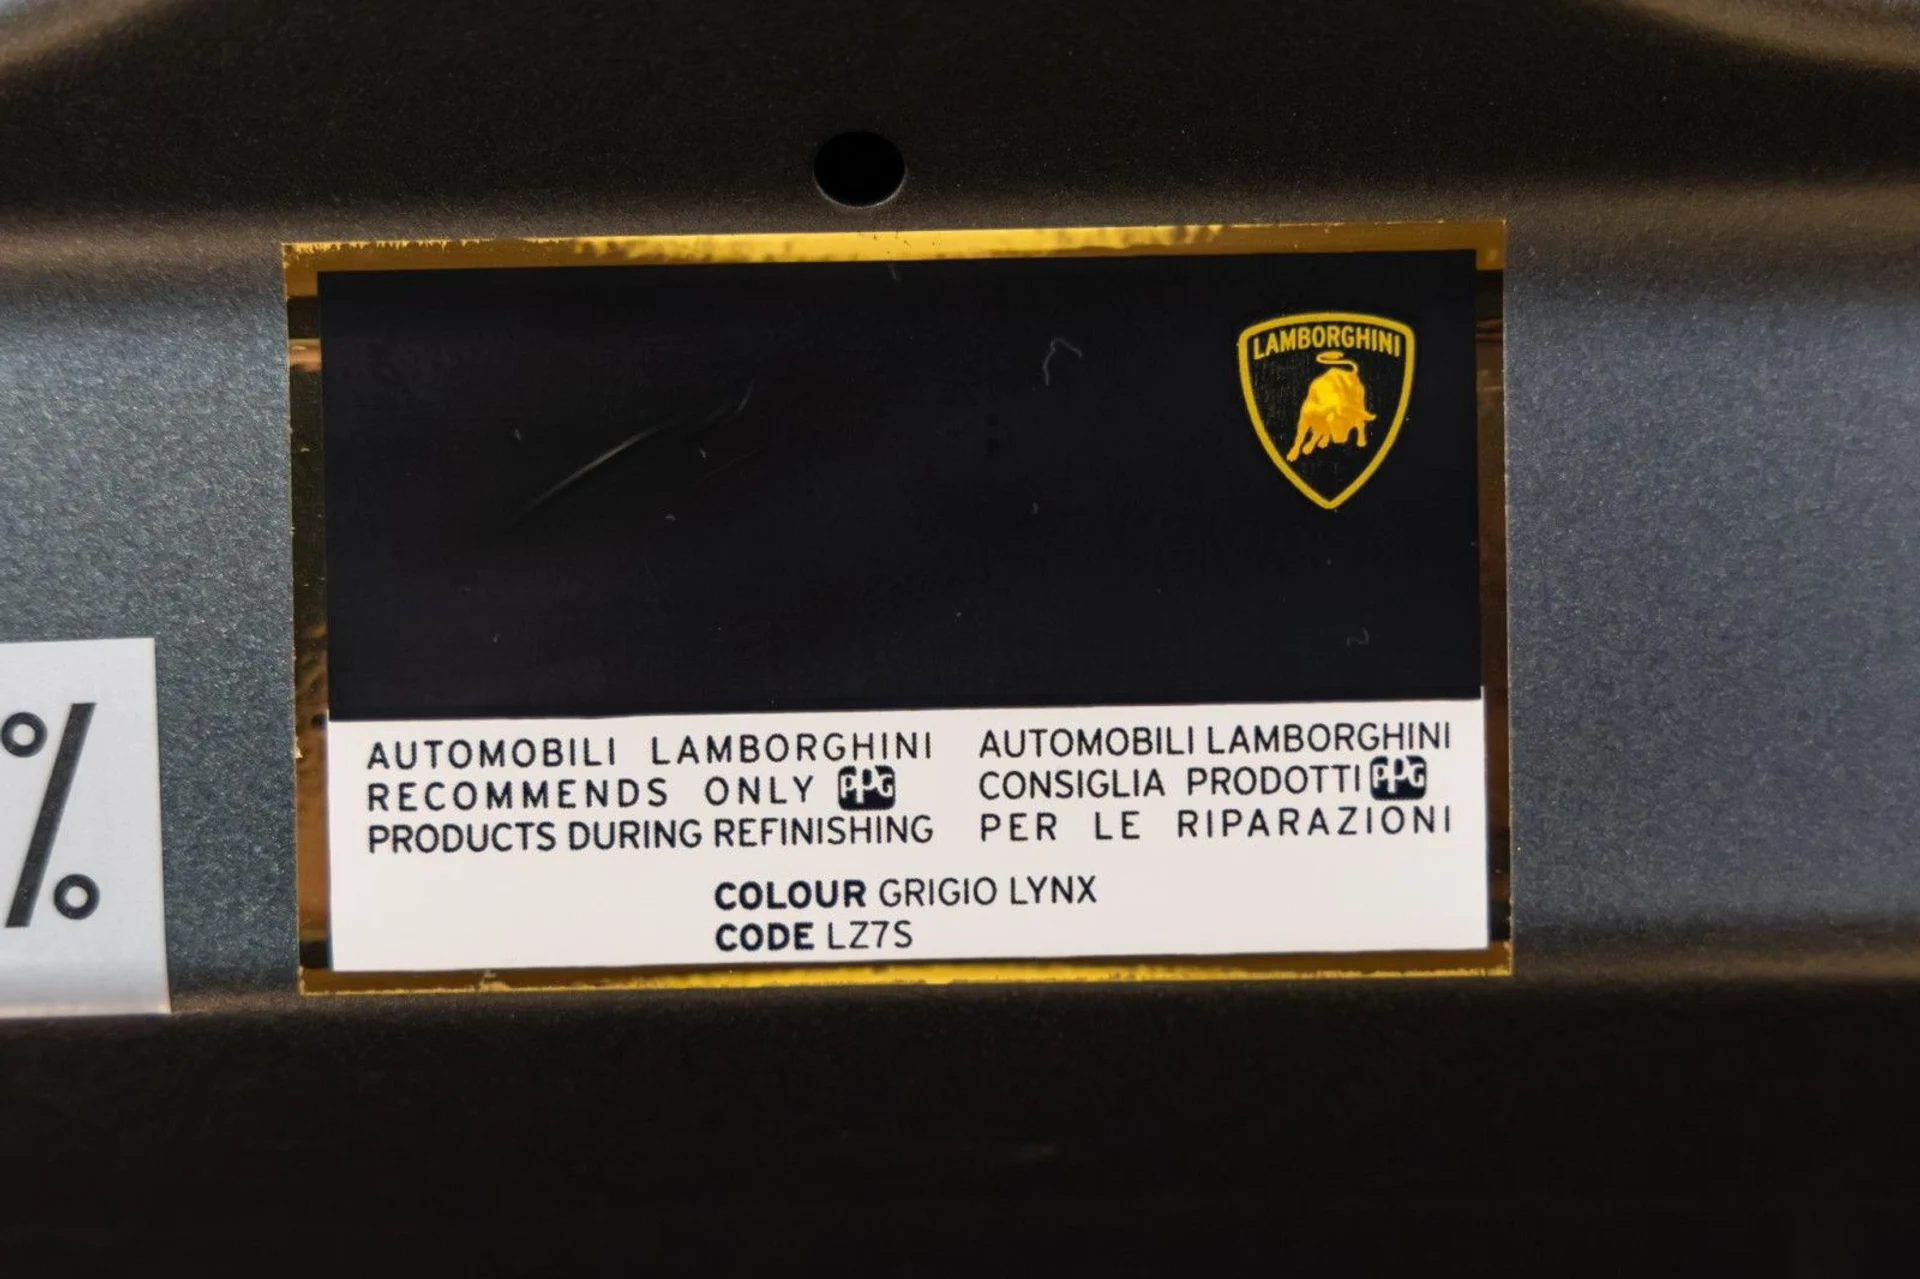 LAMBORGHINI
AUTOMOBILI LAMBORGHINI
RECOMMENDS ONLY PPG
PRODUCTS DURING REFINISHING
AUTOMOBILI LAMBORGHINI
CONSIGLIA PRODOTTI PPG
PER LE RIPARAZIONI
COLOUR GRIGIO LYNX
CODE LZ7S
%